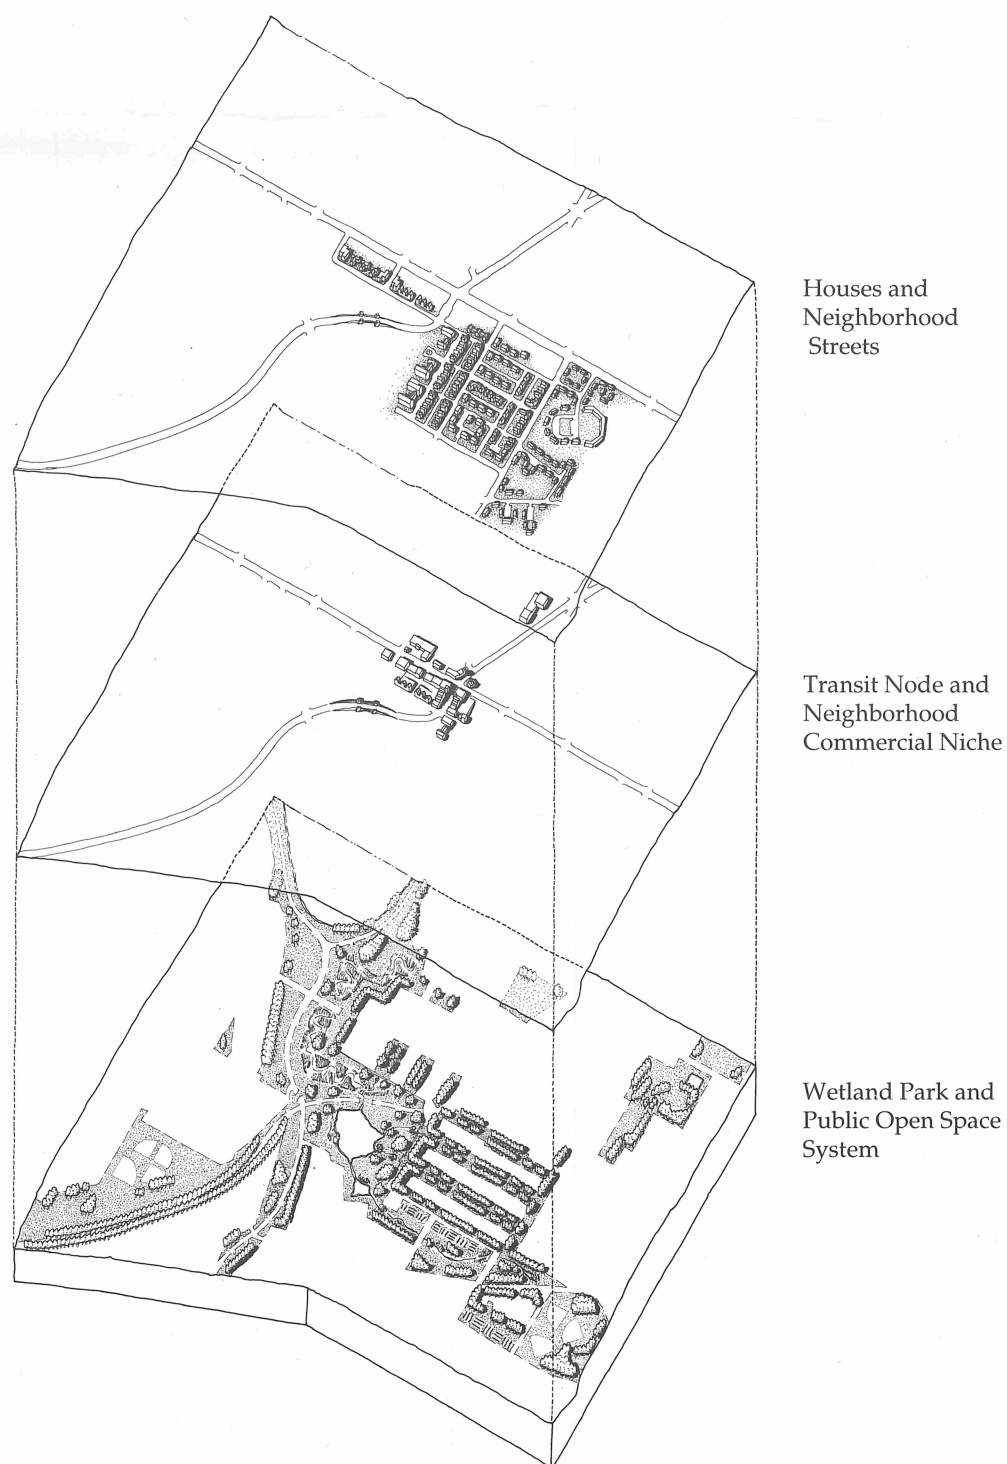 Houses and
Neighborhood
Streets
Transit Node and
Neighborhood
Commercial Niche
Wetland Park and
Public Open Space
System